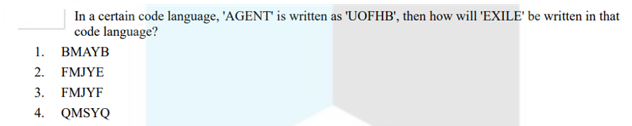 In a certain code language, 'AGENT' is written as 'UOFHB', then how will 'EXILE' be written in that
code language?
1. BMAYB
2. FMJYE
3. FMJYF
4. QMSYQ